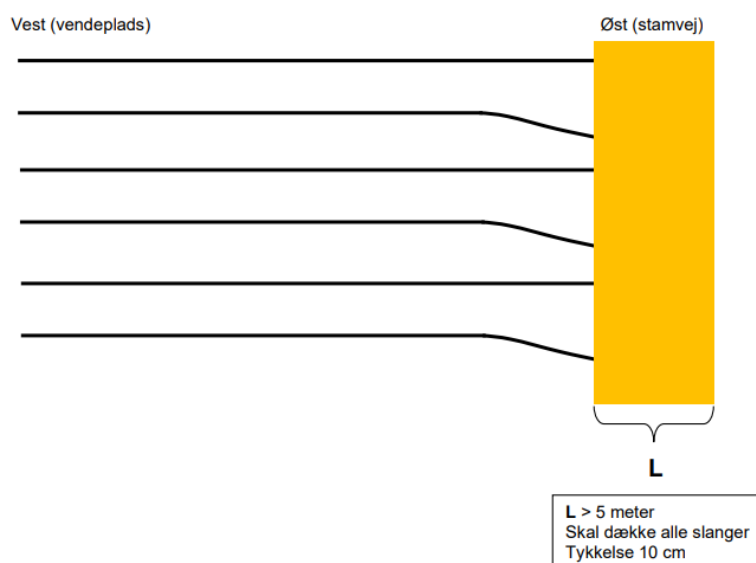 Vest (vendeplads)
Øst (stamvej)
L
L > 5 meter
Skal dække alle slanger
Tykkelse 10 cm